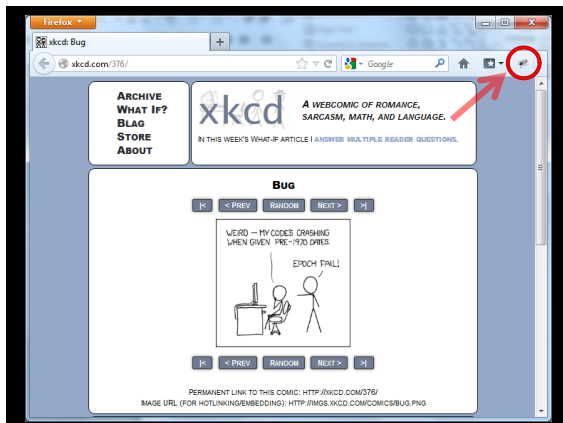 Firefox
xkcd: Bug
xkcd.com/376/
Google
ARCHIVE
WHAT IF?
BLAG
STORE
ABOUT
xkcd
A WEBCOMIC OF ROMANCE,
SARCASM, MATH, AND LANGUAGE.
IN THIS WEEK'S WHAT-IF ARTICLE I ANSWER MULTIPLE READER QUESTIONS.
BUG
|< < PREV RANDOM NEXT > >|
WEIRD — MY CODE'S CRASHING
WHEN GIVEN PRE-1970 DATES.
EPOCH FAIL!
|< < PREV RANDOM NEXT > >|
PERMANENT LINK TO THIS COMIC: HTTP://XKCD.COM/376/
IMAGE URL (FOR HOTLINKING/EMBEDDING): HTTP://IMGS.XKCD.COM/COMICS/BUG.PNG